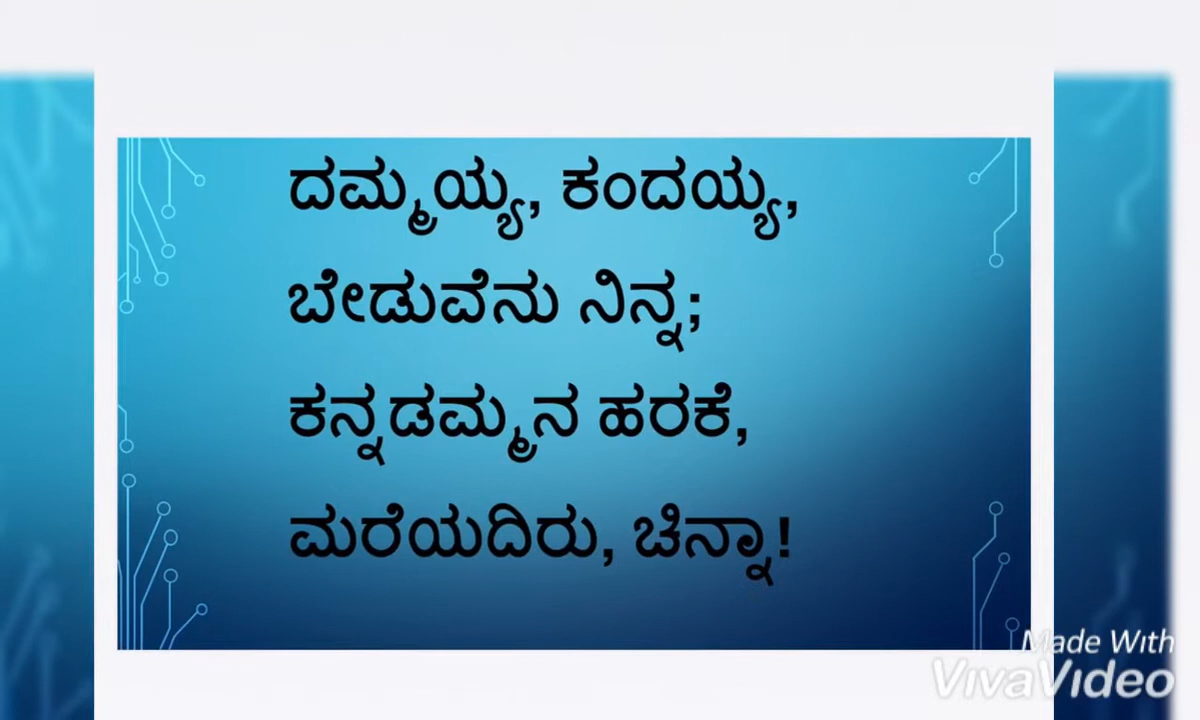 ದಮ್ಮಯ್ಯ, ಕಂದಯ್ಯ,
ಬೇಡುವೆನು ನಿನ್ನ;
ಕನ್ನಡಮ್ಮನ ಹರಕೆ,
ಮರೆಯದಿರು, ಚಿನ್ನಾ!
Made With
VivaVideo